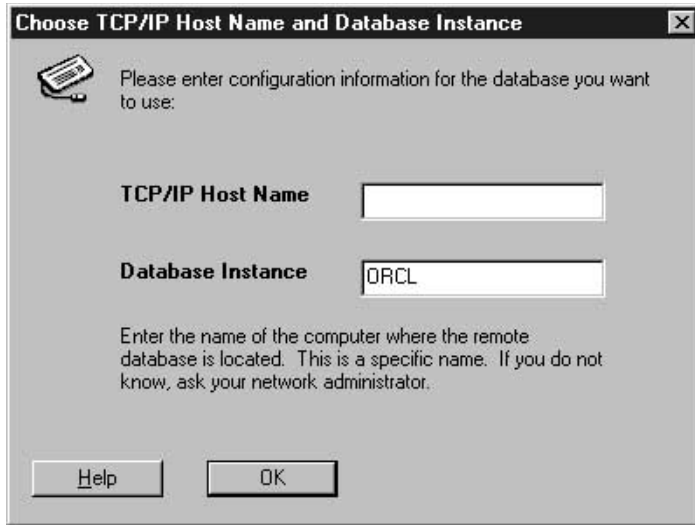 Choose TCP/IP Host Name and Database Instance
Please enter configuration information for the database you want
to use:
TCP/IP Host Name
Database Instance
ORCL
Enter the name of the computer where the remote
database is located.  This is a specific name.  If you do not
know, ask your network administrator.
Help
OK